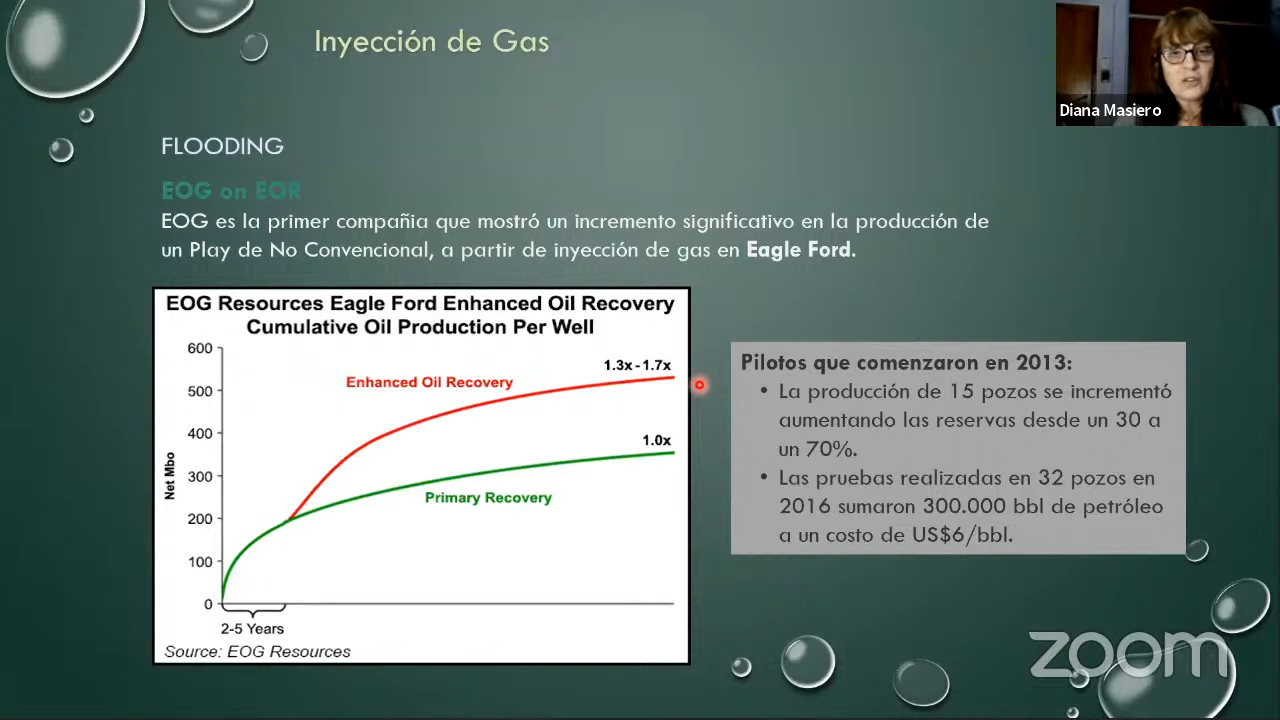 Inyección de Gas
Diana Masiero
FLOODING
EOG on EOR
EOG es la primer compañia que mostró un incremento significativo en la producción de
un Play de No Convencional, a partir de inyección de gas en Eagle Ford.
EOG Resources Eagle Ford Enhanced Oil Recovery
Cumulative Oil Production Per Well
600
500
400
300
200
100
0
Net Mbo
1.3x - 1.7x
Enhanced Oil Recovery
1.0x
Primary Recovery
2-5 Years
Source: EOG Resources
Pilotos que comenzaron en 2013:
• La producción de 15 pozos se incrementó
aumentando las reservas desde un 30 a
un 70%.
• Las pruebas realizadas en 32 pozos en
2016 sumaron 300.000 bbl de petróleo
a un costo de US$6/bbl.
zoom